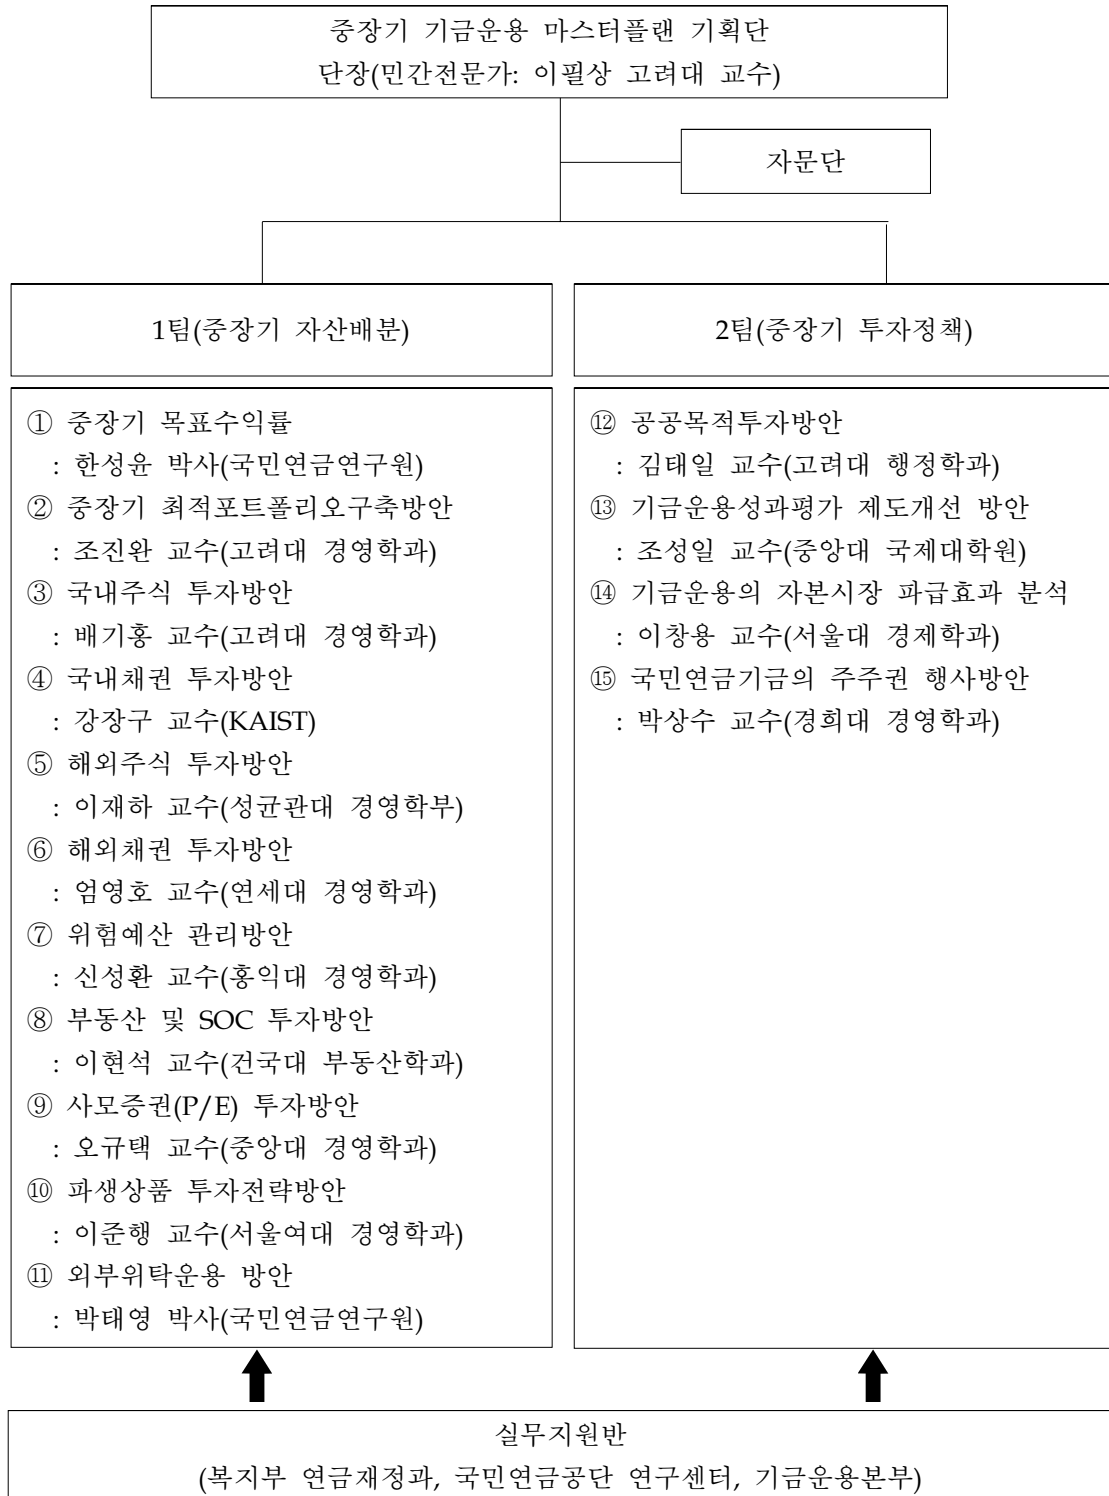 중장기 기금운용 마스터플랜 기획단
단장(민간전문가: 이필상 고려대 교수)
자문단
1팀(중장기 자산배분)
① 중장기 목표수익률
: 한성윤 박사(국민연금연구원)
② 중장기 최적포트폴리오구축방안
: 조진완 교수(고려대 경영학과)
③ 국내주식 투자방안
: 배기홍 교수(고려대 경영학과)
④ 국내채권 투자방안
: 강장구 교수(KAIST)
⑤ 해외주식 투자방안
: 이재하 교수(성균관대 경영학부)
⑥ 해외채권 투자방안
: 엄영호 교수(연세대 경영학과)
⑦ 위험예산 관리방안
: 신성환 교수(홍익대 경영학과)
⑧ 부동산 및 SOC 투자방안
: 이현석 교수(건국대 부동산학과)
⑨ 사모증권(P/E) 투자방안
: 오규택 교수(중앙대 경영학과)
⑩ 파생상품 투자전략방안
: 이준행 교수(서울여대 경영학과)
⑪ 외부위탁운용 방안
: 박태영 박사(국민연금연구원)
2팀(중장기 투자정책)
⑫ 공공목적투자방안
: 김태일 교수(고려대 행정학과)
⑬ 기금운용성과평가 제도개선 방안
: 조성일 교수(중앙대 국제대학원)
⑭ 기금운용의 자본시장 파급효과 분석
: 이창용 교수(서울대 경제학과)
⑮ 국민연금기금의 주주권 행사방안
: 박상수 교수(경희대 경영학과)
실무지원반
(복지부 연금재정과, 국민연금공단 연구센터, 기금운용본부)